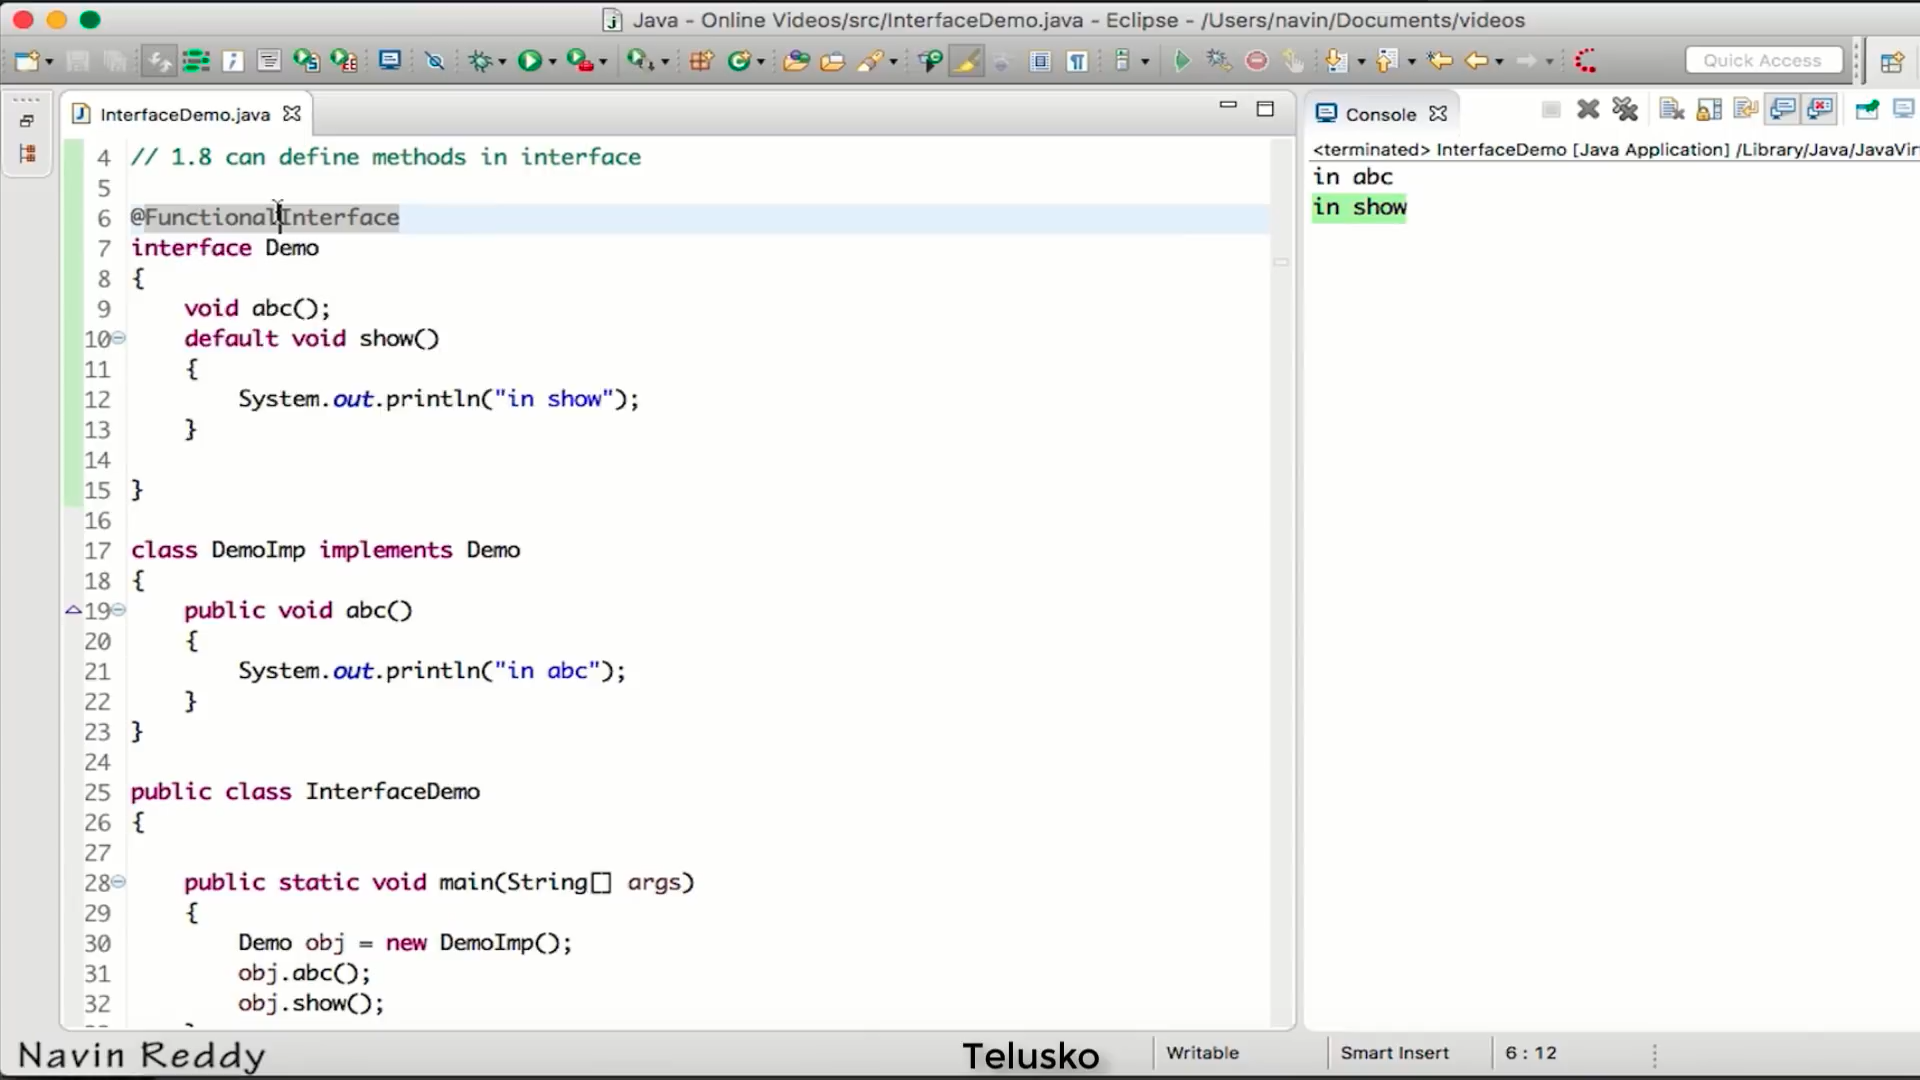 Java - Online Videos/src/InterfaceDemo.java - Eclipse - /Users/navin/Documents/videos
Quick Access
InterfaceDemo.java
Console
<terminated> InterfaceDemo [Java Application] /Library/Java/JavaVir
in abc
in show
4 // 1.8 can define methods in interface
5
6 @FunctionalInterface
7 interface Demo
8 {
9 void abc();
10 default void show()
11 {
12 System.out.println("in show");
13 }
14
15 }
16
17 class DemoImp implements Demo
18 {
19 public void abc()
20 {
21 System.out.println("in abc");
22 }
23 }
24
25 public class InterfaceDemo
26 {
27
28 public static void main(String[] args)
29 {
30 Demo obj = new DemoImp();
31 obj.abc();
32 obj.show();
Navin Reddy
Telusko
Writable
Smart Insert
6 : 12